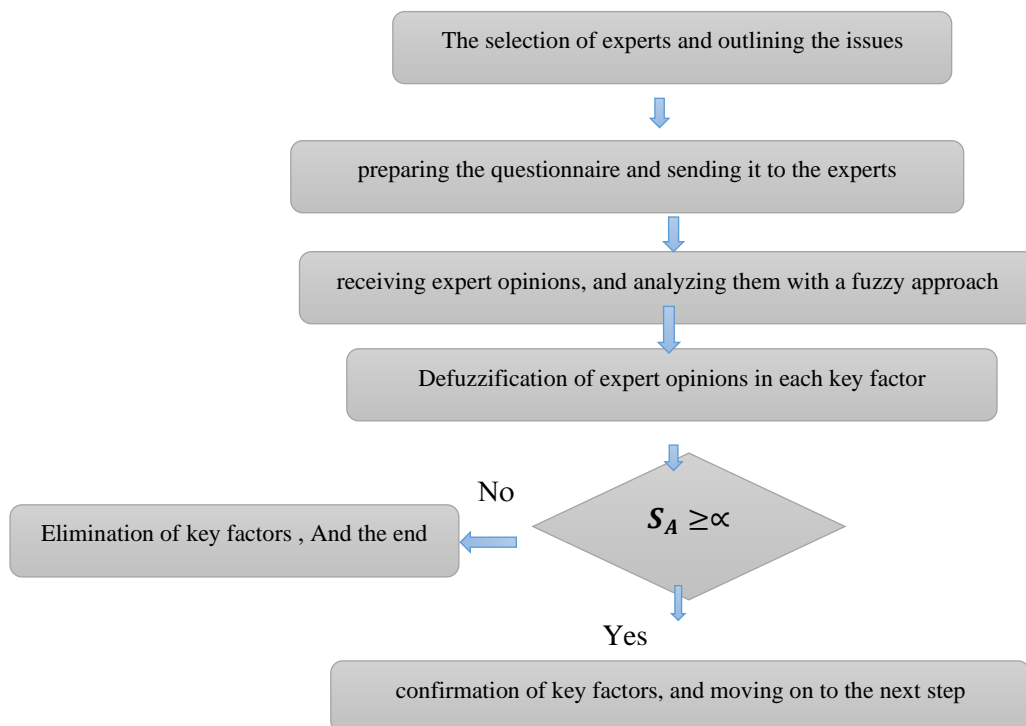 The selection of experts and outlining the issues
preparing the questionnaire and sending it to the experts
receiving expert opinions, and analyzing them with a fuzzy approach
Defuzzification of expert opinions in each key factor
No
S_A ≥∝
Elimination of key factors , And the end
Yes
confirmation of key factors, and moving on to the next step